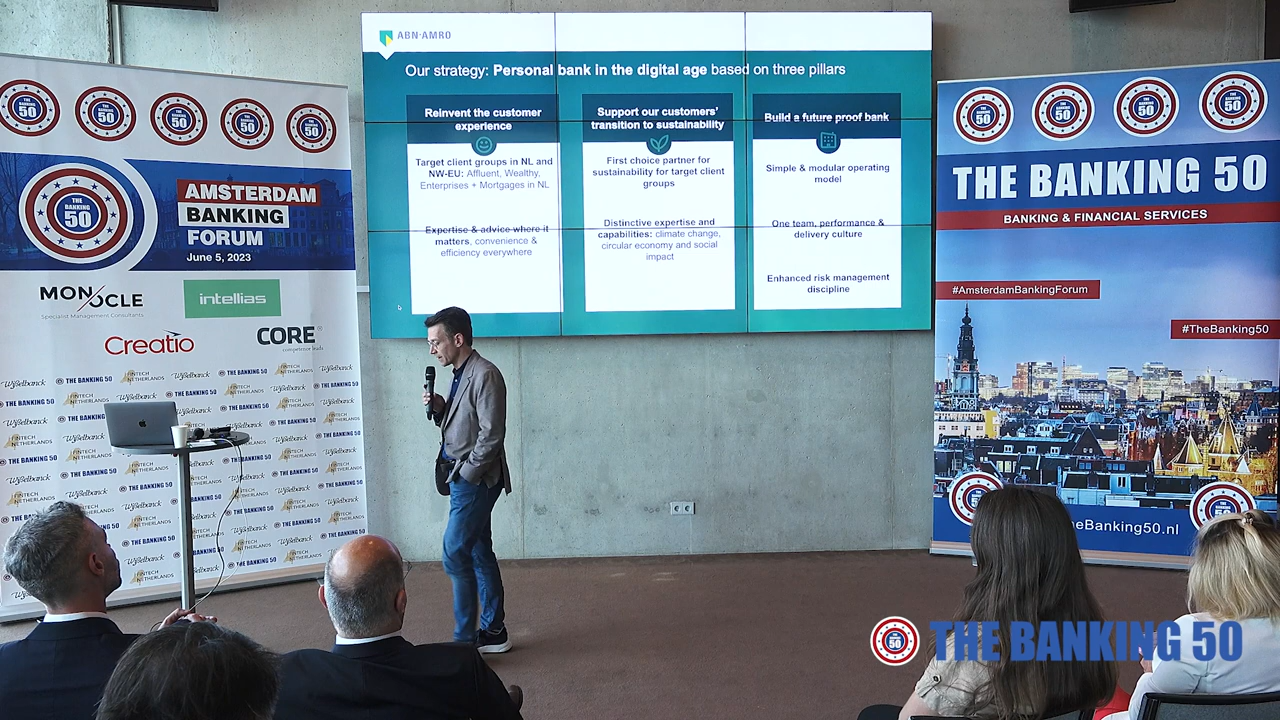 ABN·AMRO
Our strategy: Personal bank in the digital age based on three pillars
Reinvent the customer
experience
Target client groups in NL and
NW-EU: Affluent, Wealthy,
Enterprises + Mortgages in NL
Expertise & advice where it
matters, convenience &
efficiency everywhere
Support our customers'
transition to sustainability
First choice partner for
sustainability for target client
groups
Distinctive expertise and
capabilities: climate change,
circular economy and social
impact
Build a future proof bank
Simple & modular operating
model
One team, performance &
delivery culture
Enhanced risk management
discipline
THE
BANKING
50
AMSTERDAM
BANKING
FORUM
June 5, 2023
MONOCLE
Specialist Management Consultants
intellias
Creatio
CORE
competence leads
Wijselbanck
THE BANKING 50
FINTECH
NETHERLANDS
THE BANKING 50
BANKING & FINANCIAL SERVICES
#AmsterdamBankingForum
#TheBanking50
heBanking50.nl
THE BANKING 50